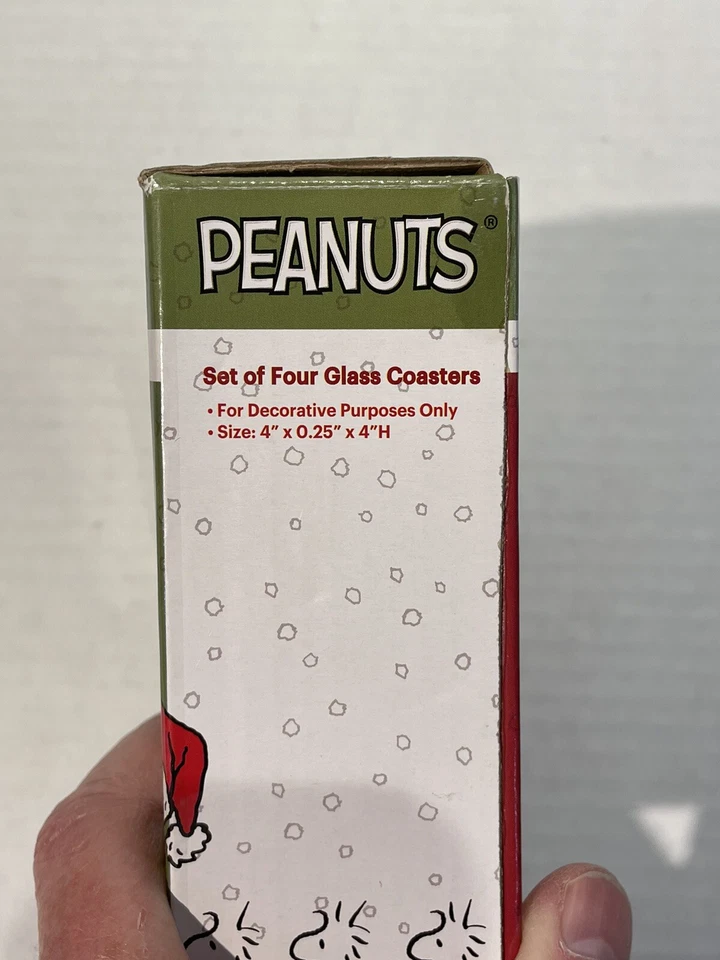 PEANUTS®
Set of Four Glass Coasters
• For Decorative Purposes Only
• Size: 4” x 0.25” x 4”H